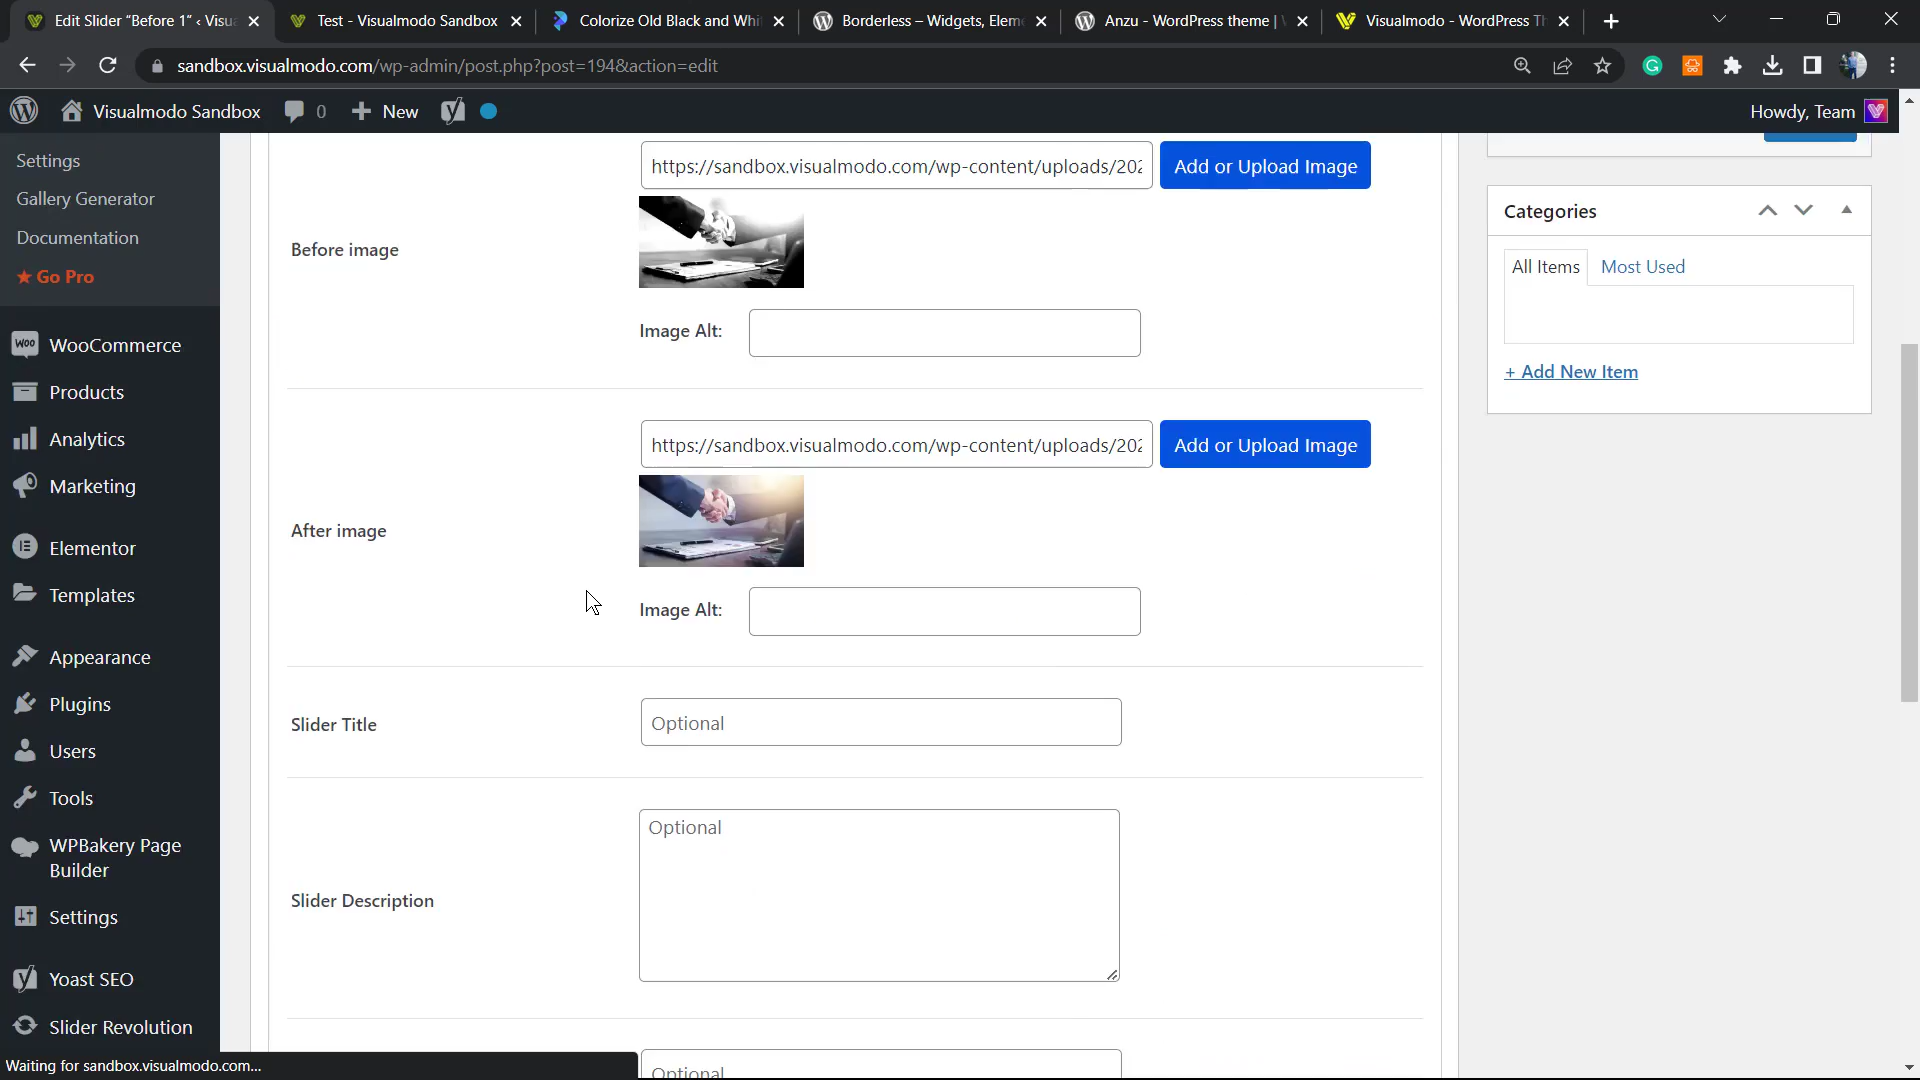 Edit Slider “Before 1” ‹ Visua
Test - Visualmodo Sandbox
Colorize Old Black and Whi
Borderless – Widgets, Elem
Anzu - WordPress theme |
Visualmodo - WordPress Th
sandbox.visualmodo.com/wp-admin/post.php?post=194&action=edit
Visualmodo Sandbox
0
New
Howdy, Team
Settings
Gallery Generator
Documentation
★ Go Pro
WooCommerce
Products
Analytics
Marketing
Elementor
Templates
Appearance
Plugins
Users
Tools
WPBakery Page
Builder
Settings
Yoast SEO
Slider Revolution
Waiting for sandbox.visualmodo.com...
https://sandbox.visualmodo.com/wp-content/uploads/202
Add or Upload Image
Before image
Image Alt:
https://sandbox.visualmodo.com/wp-content/uploads/202
Add or Upload Image
After image
Image Alt:
Slider Title
Optional
Slider Description
Optional
Optional
Categories
All Items
Most Used
+ Add New Item